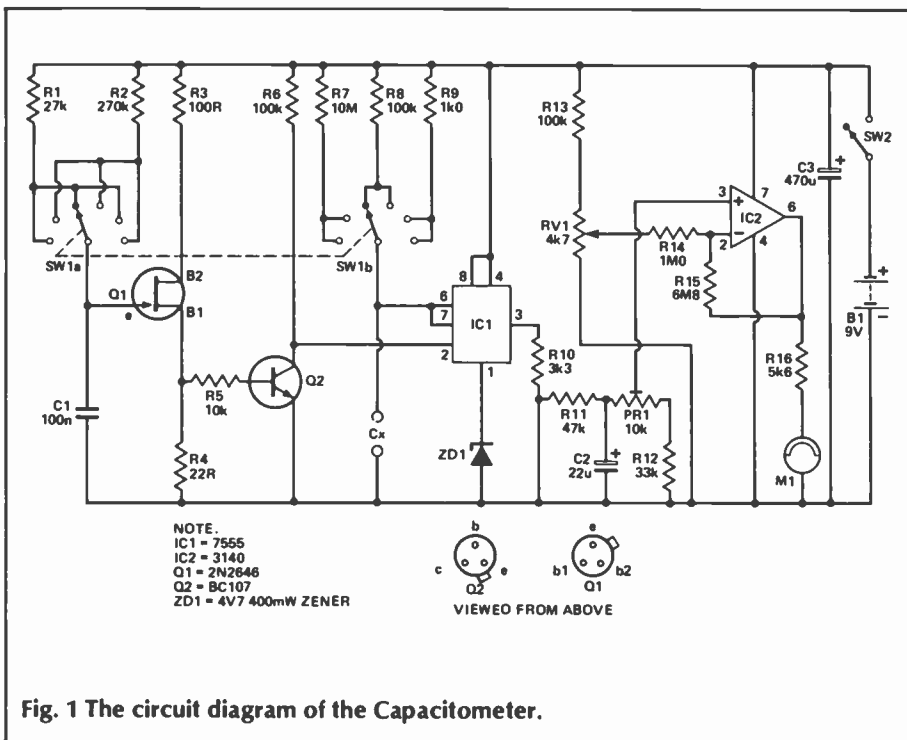 R1
27k
R2
270k
R3
100R
R6
100k
R7
10M
R8
100k
R9
1k0
R13
100k
SW2
C3
470u
+
3
+
7
6
IC2
2
−
4
RV1
4k7
R14
1M0
R15
6M8
+
B1
9V
−
SW1a
SW1b
B2
Q1
B1
e
8
4
6
7
IC1
3
2
1
R10
3k3
R16
5k6
Q2
R5
10k
C1
100n
R4
22R
Cx
ZD1
R11
47k
PR1
10k
+
C2
22u
R12
33k
M1
NOTE.
IC1 = 7555
IC2 = 3140
Q1 = 2N2646
Q2 = BC107
ZD1 = 4V7 400mW ZENER
b
c
e
Q2
e
b1
b2
Q1
VIEWEO FROM ABOVE
Fig. 1 The circuit diagram of the Capacitometer.